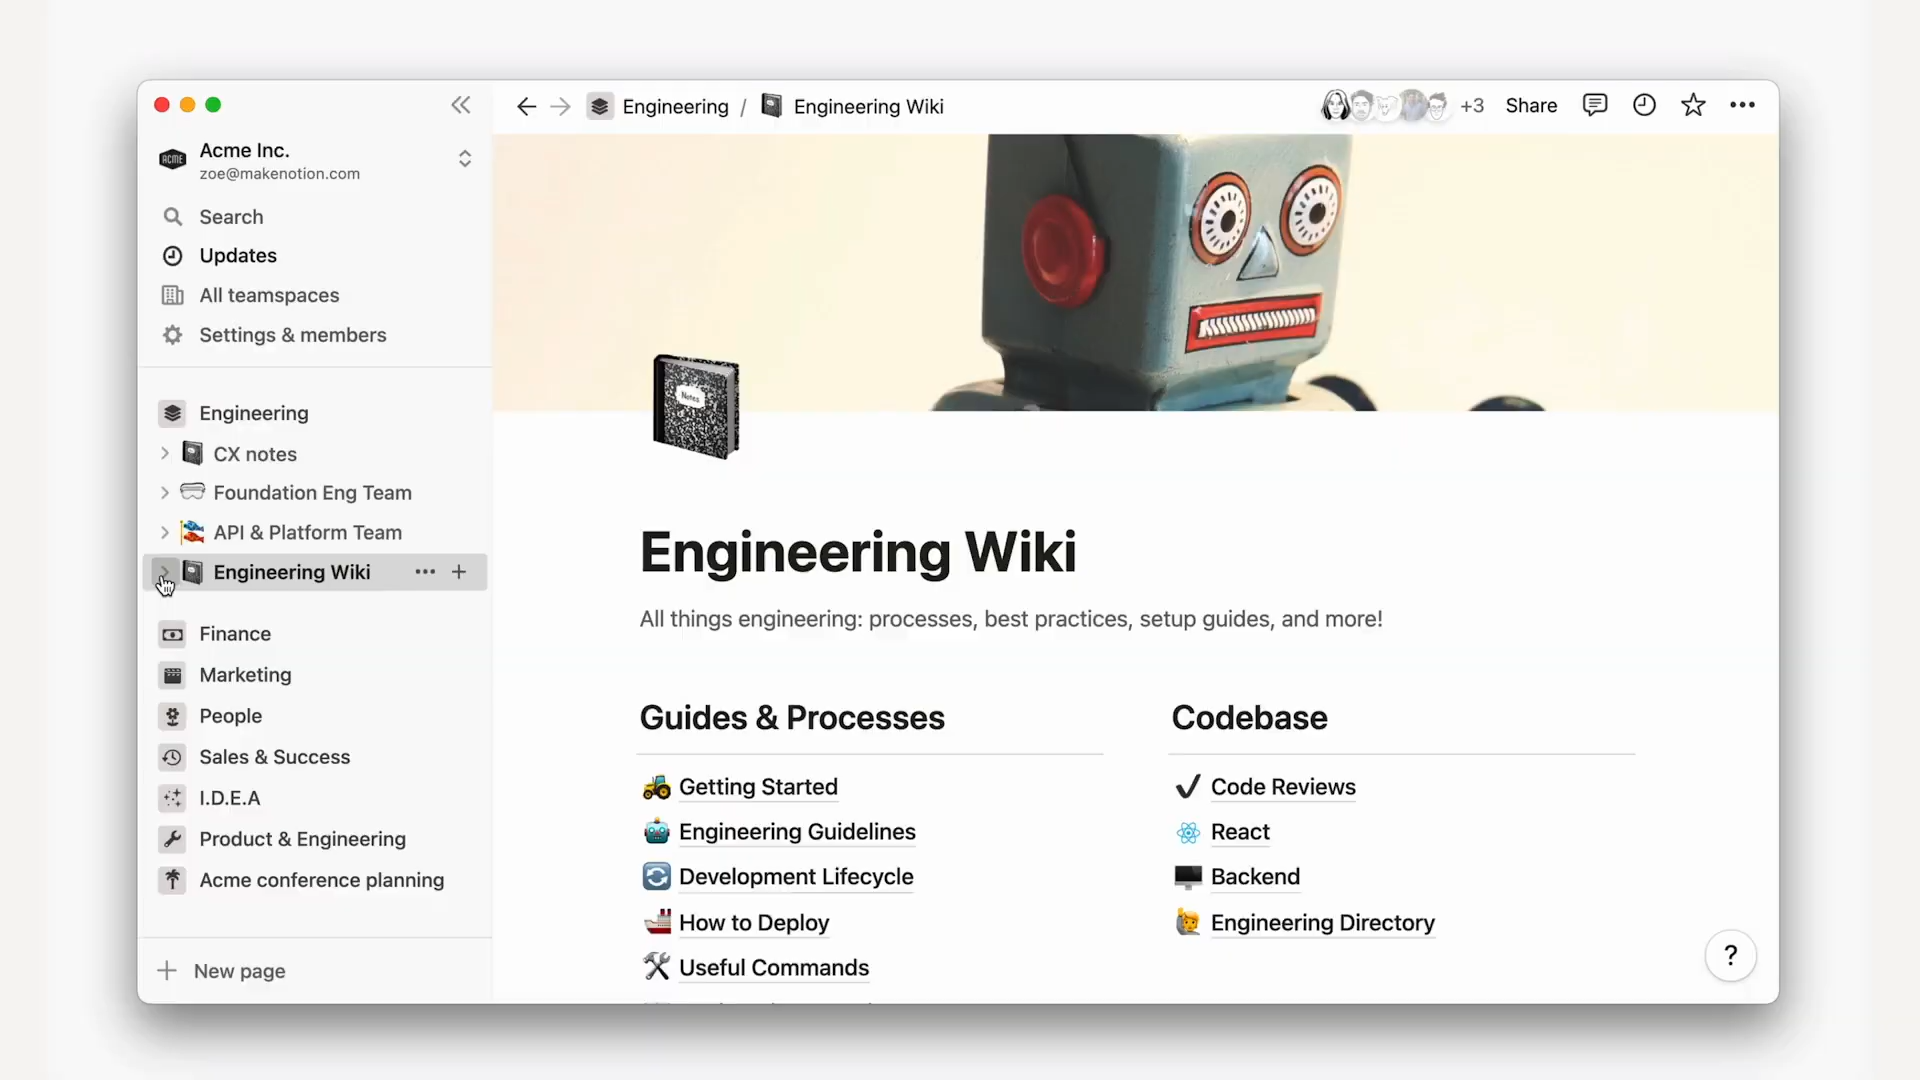 Engineering / Engineering Wiki
+3 Share
ACME
Acme Inc.
zoe@makenotion.com
Search
Updates
All teamspaces
Settings & members
Engineering
CX notes
Foundation Eng Team
API & Platform Team
Engineering Wiki
Finance
Marketing
People
Sales & Success
I.D.E.A
Product & Engineering
Acme conference planning
New page
Notes
Engineering Wiki
All things engineering: processes, best practices, setup guides, and more!
Guides & Processes
Getting Started
Engineering Guidelines
Development Lifecycle
How to Deploy
Useful Commands
Codebase
Code Reviews
React
Backend
Engineering Directory
?